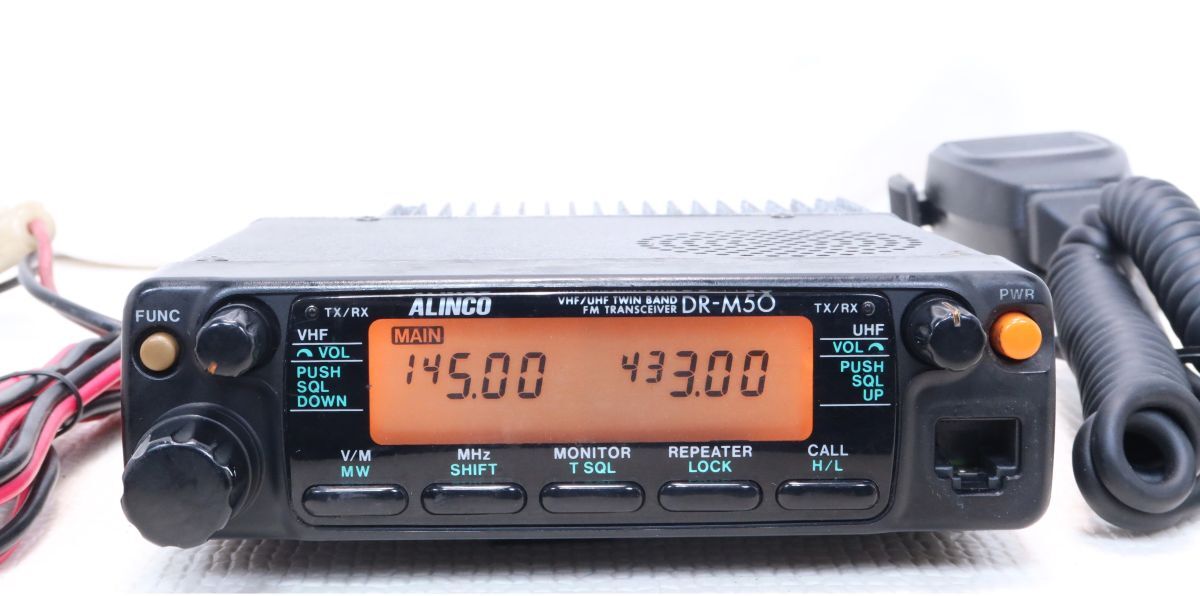 FUNC
TX/RX
ALINCO
VHF/UHF TWIN BAND
FM TRANSCEIVER
DR-M50
TX/RX
PWR
VHF
VOL
PUSH
SQL
DOWN
MAIN
145.00
433.00
UHF
VOL
PUSH
SQL
UP
V/M
MW
MHz
SHIFT
MONITOR
T SQL
REPEATER
LOCK
CALL
H/L